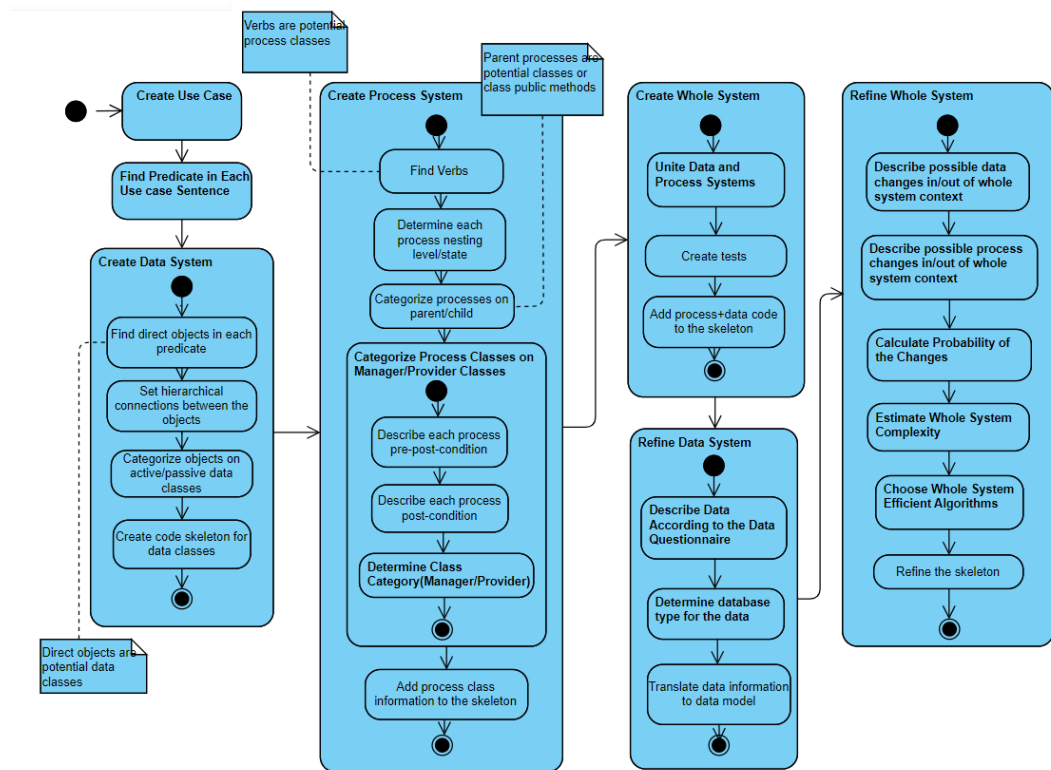 Verbs are potential
process classes
Parent processes are
potential classes or
class public methods
Create Use Case
Find Predicate in Each
Use case Sentence
Create Data System
Find direct objects in each
predicate
Set hierarchical
connections between the
objects
Categorize objects on
active/passive data
classes
Create code skeleton for
data classes
Direct objects are
potential data
classes
Create Process System
Find Verbs
Determine each
process nesting
level/state
Categorize processes on
parent/child
Categorize Process Classes on
Manager/Provider Classes
Describe each process
pre-post-condition
Describe each process
post-condition
Determine Class
Category(Manager/Provider)
Add process class
information to the skeleton
Create Whole System
Unite Data and
Process Systems
Create tests
Add process+data code
to the skeleton
Refine Data System
Describe Data
According to the Data
Questionnaire
Determine database
type for the data
Translate data information
to data model
Refine Whole System
Describe possible data
changes in/out of whole
system context
Describe possible process
changes in/out of whole
system context
Calculate Probability of
the Changes
Estimate Whole System
Complexity
Choose Whole System
Efficient Algorithms
Refine the skeleton